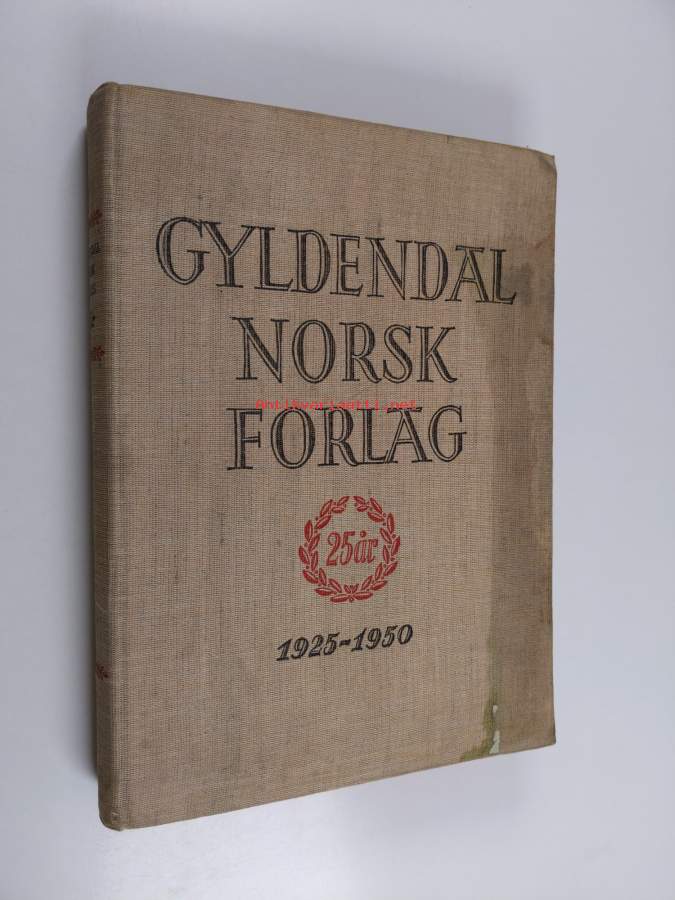 GYLDENDAL
NORSK
FORLAG
25 år
1925-1950
Antikvariaatti.net